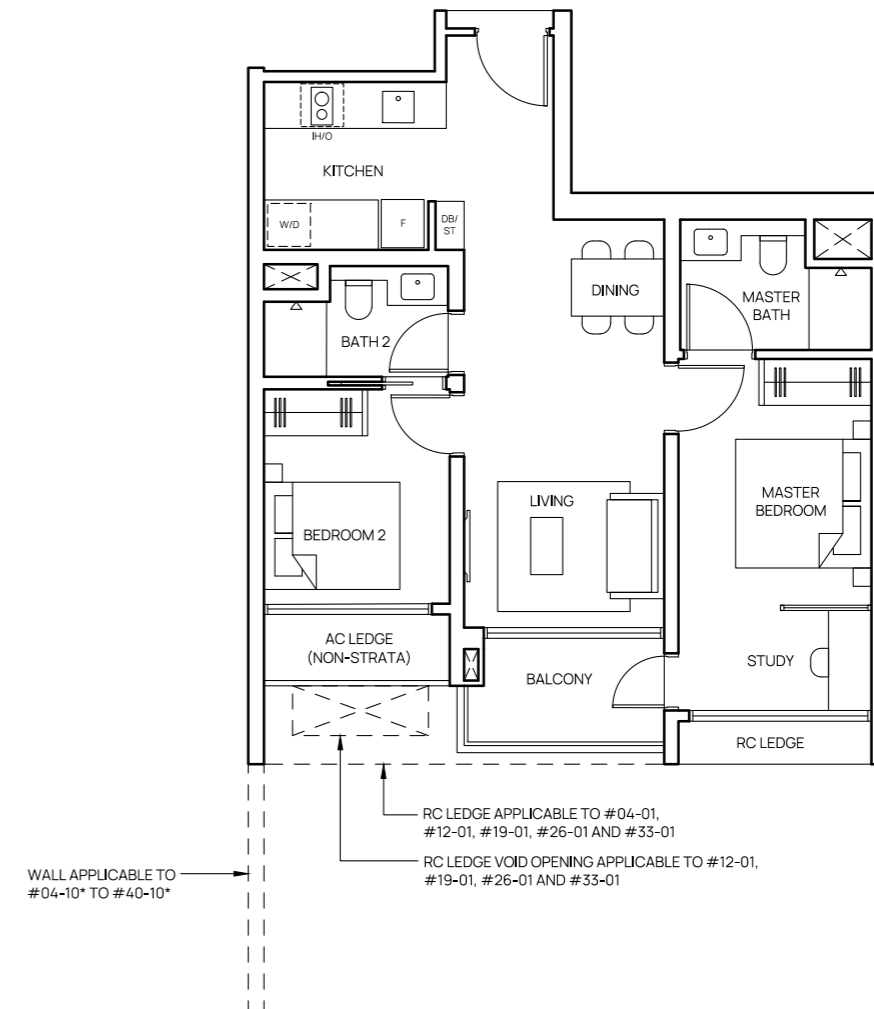 IH/O
KITCHEN
W/D
F
DB/
ST
DINING
MASTER
BATH
BATH 2
LIVING
MASTER
BEDROOM
BEDROOM 2
AC LEDGE
(NON-STRATA)
BALCONY
STUDY
RC LEDGE
RC LEDGE APPLICABLE TO #04-01,
#12-01, #19-01, #26-01 AND #33-01
RC LEDGE VOID OPENING APPLICABLE TO #12-01,
#19-01, #26-01 AND #33-01
WALL APPLICABLE TO
#04-10* TO #40-10*